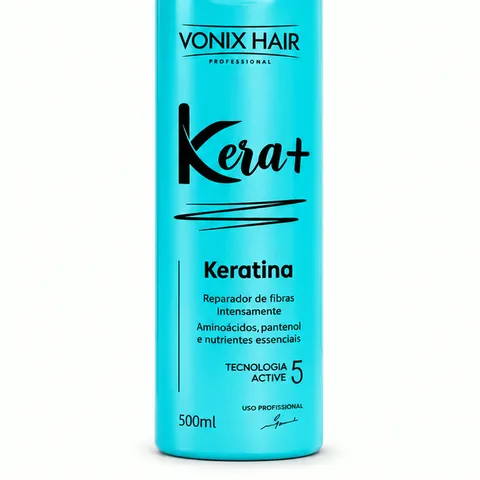 VONIX HAIR
PROFESSIONAL
Kera+
Keratina
Reparador de fibras
Intensamente
Aminoácidos, pantenol
e nutrientes essenciais
TECNOLOGIA
ACTIVE 5
USO PROFISSIONAL
500ml